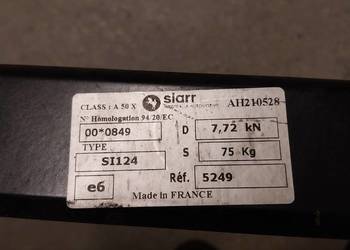 CLASS : A 50 X siarr AH210528
N° Homologation 94/20/EC
00*0849 D 7,72 kN
TYPE S 75 Kg
SI124 Réf. 5249
e6 Made in FRANCE